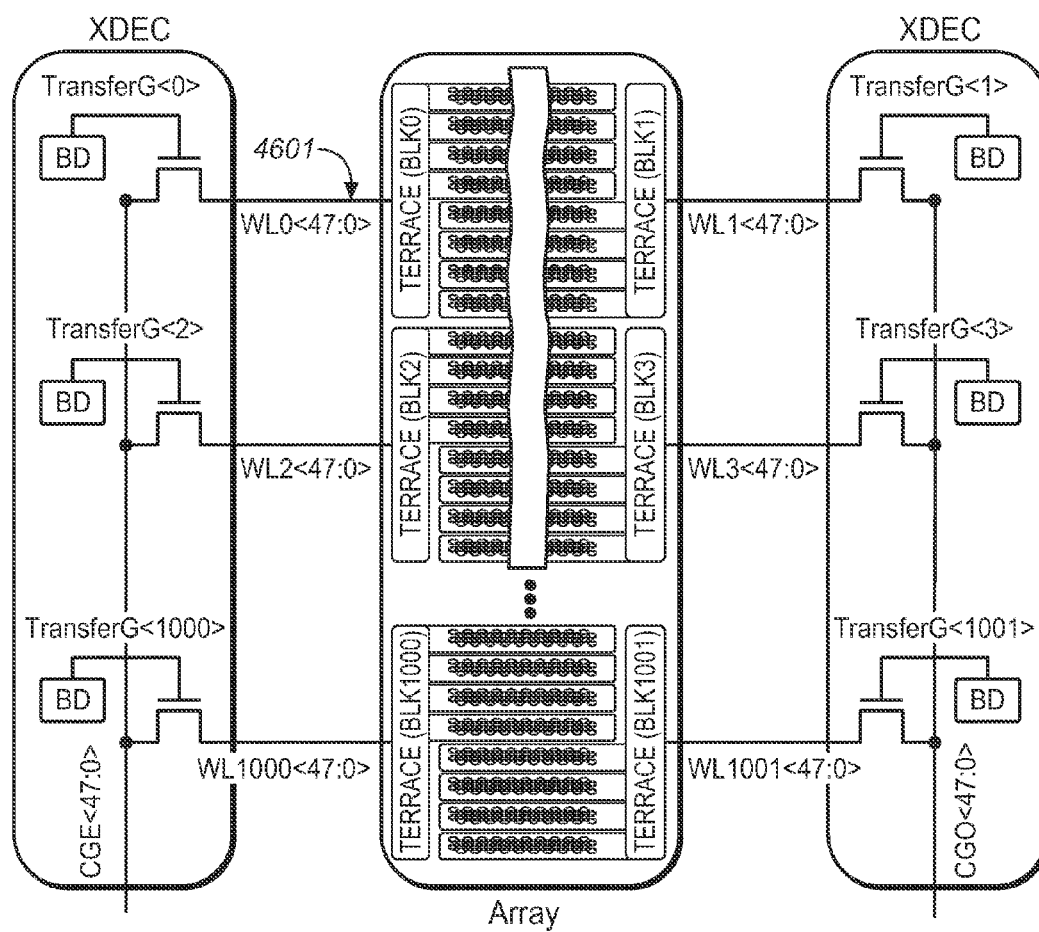 XDEC
XDEC
TransferG<0>
TransferG<1>
BD
4601
TERRACE (BLK0)
TERRACE (BLK1)
BD
WL0<47:0>
WL1<47:0>
TransferG<2>
TransferG<3>
BD
TERRACE (BLK2)
TERRACE (BLK3)
BD
WL2<47:0>
WL3<47:0>
TransferG<1000>
TransferG<1001>
BD
TERRACE (BLK1000)
TERRACE (BLK1001)
BD
WL1000<47:0>
WL1001<47:0>
CGE<47:0>
CGO<47:0>
Array